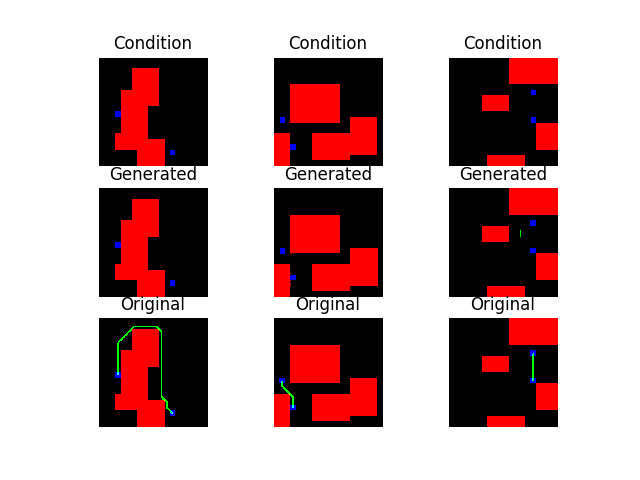 Condition Condition Condition
Generated Generated Generated
Original Original Original